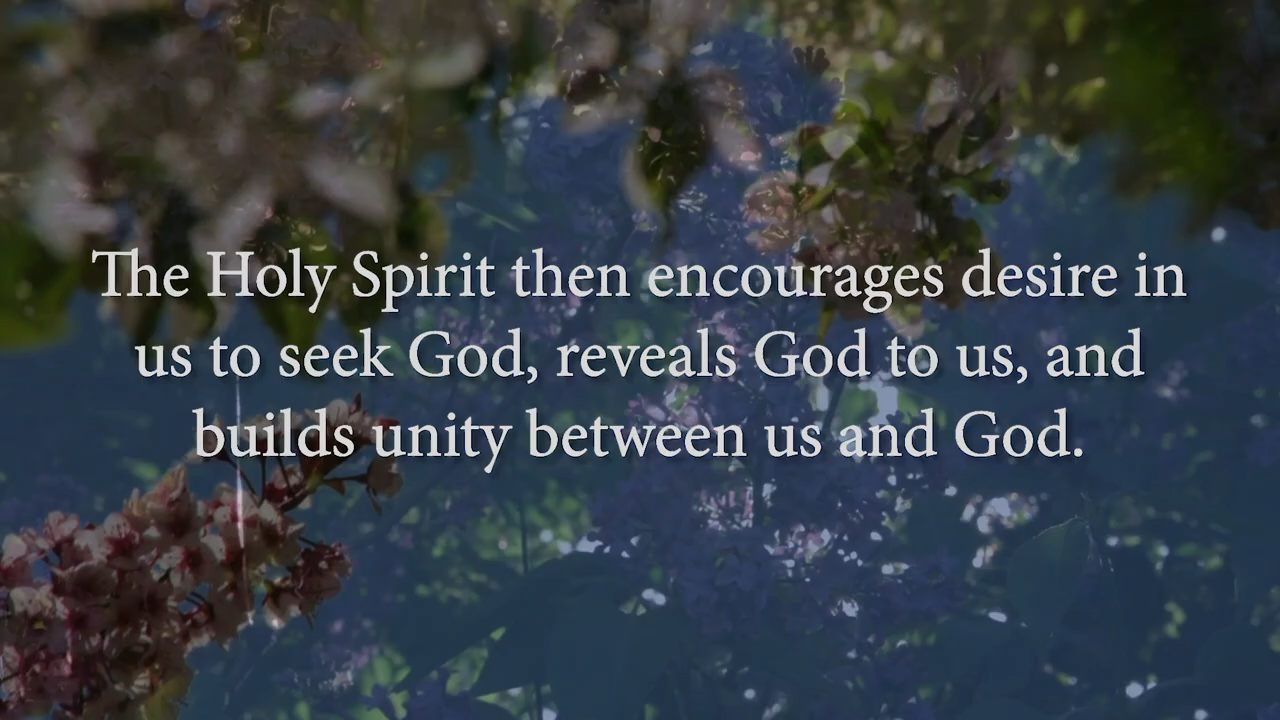 The Holy Spirit then encourages desire in
us to seek God, reveals God to us, and
builds unity between us and God.